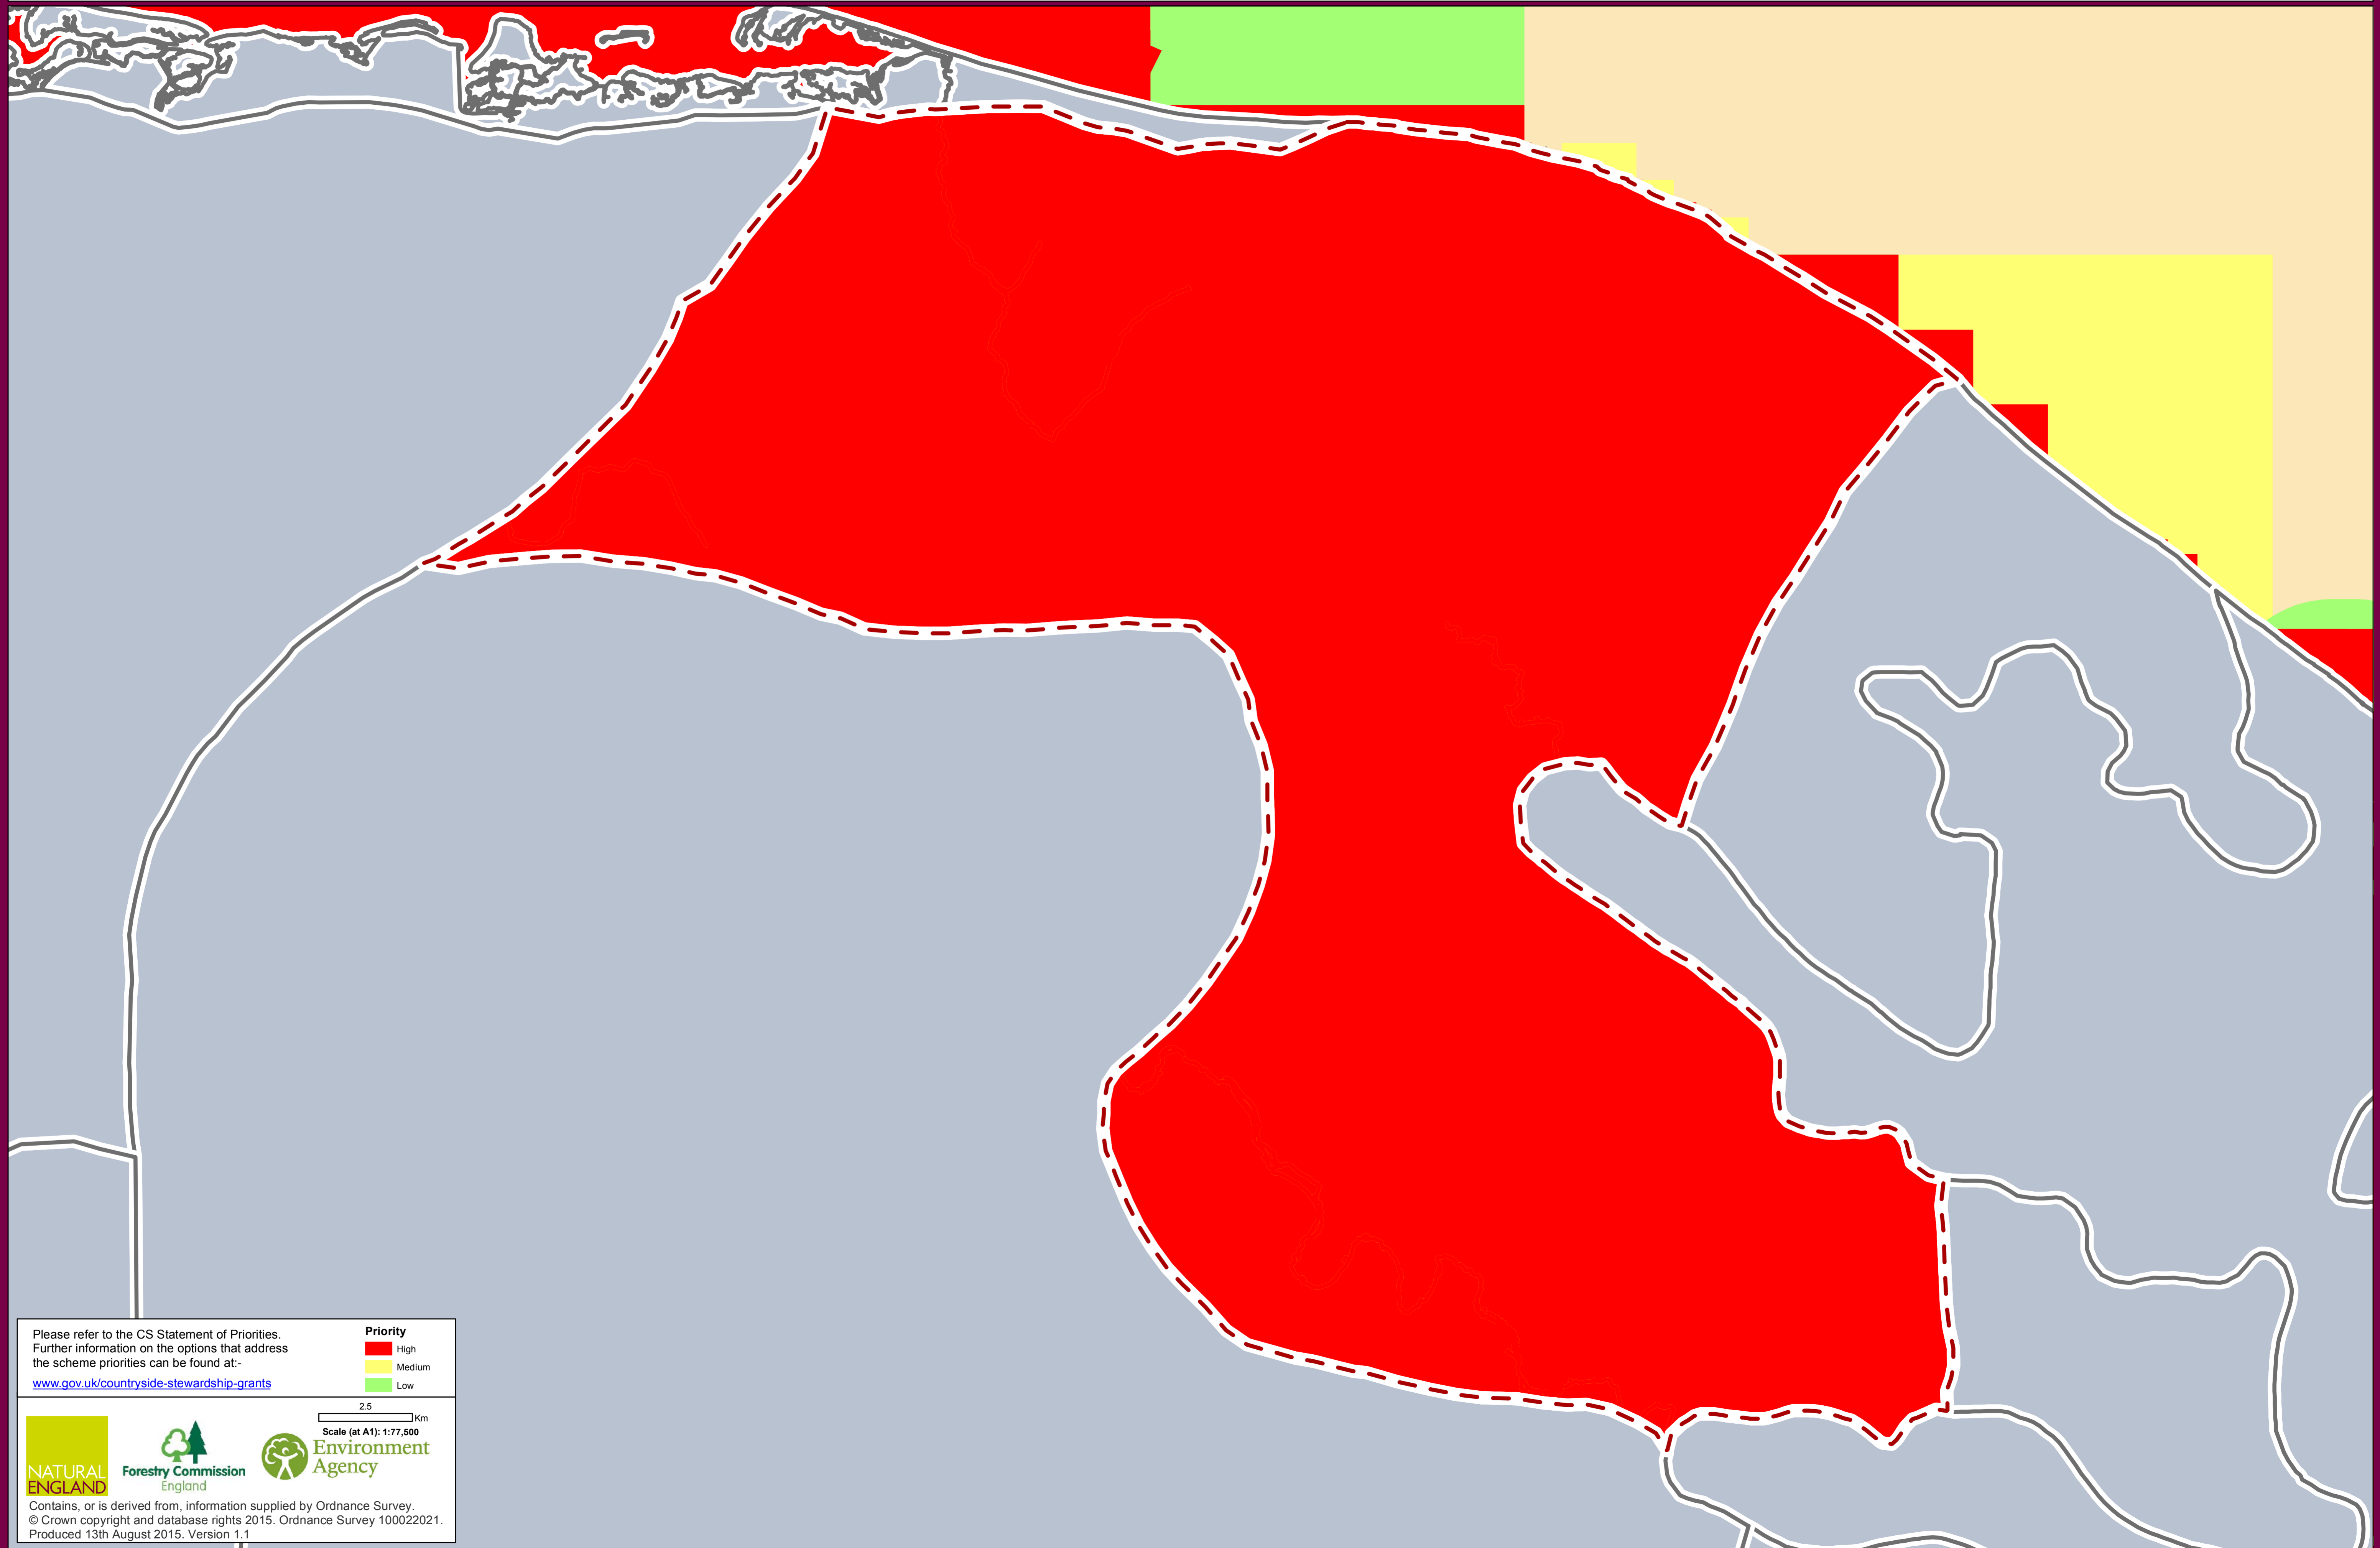 Please refer to the CS Statement of Priorities.
Further information on the options that address
the scheme priorities can be found at:-
www.gov.uk/countryside-stewardship-grants
Priority
High
Medium
Low
2.5
Km
Scale (at A1): 1:77,500
NATURAL
ENGLAND
Forestry Commission
England
Environment
Agency
Contains, or is derived from, information supplied by Ordnance Survey.
© Crown copyright and database rights 2015. Ordnance Survey 100022021.
Produced 13th August 2015. Version 1.1